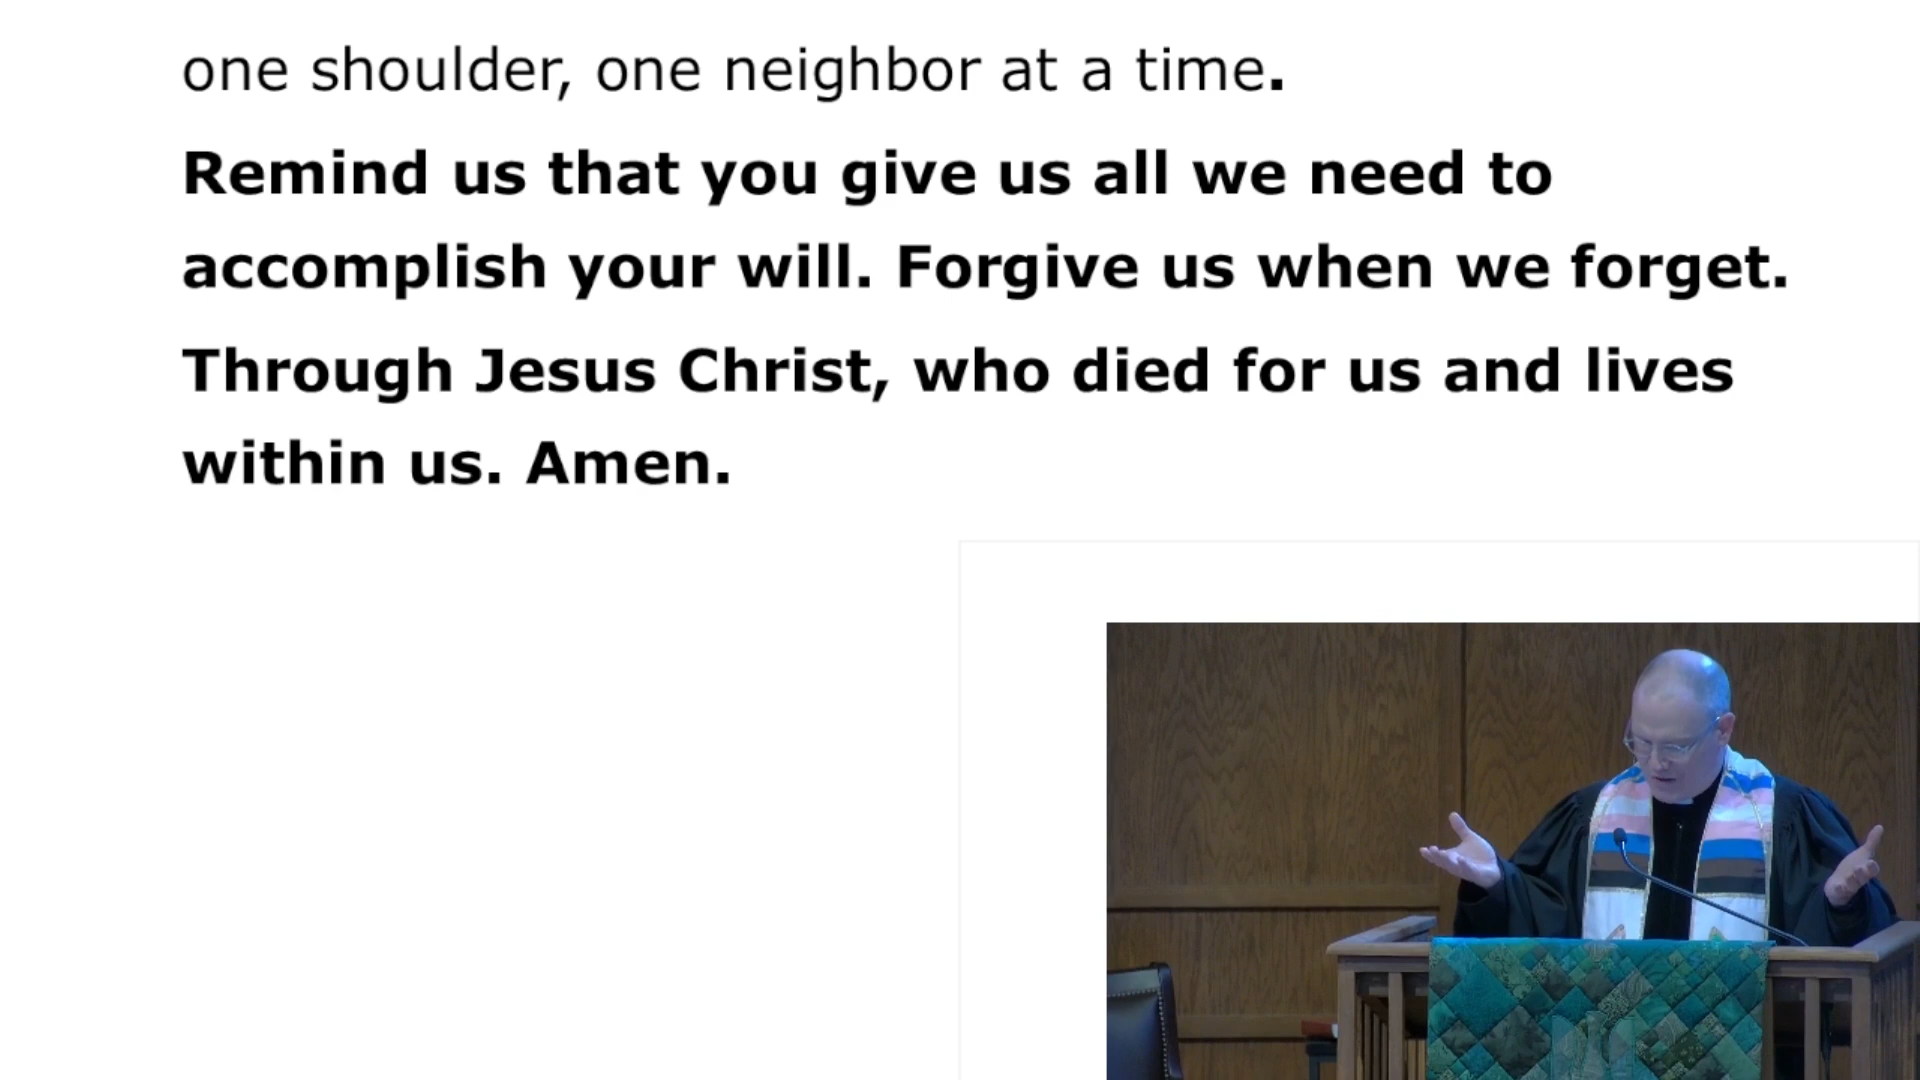 one shoulder, one neighbor at a time.
Remind us that you give us all we need to
accomplish your will. Forgive us when we forget.
Through Jesus Christ, who died for us and lives
within us. Amen.